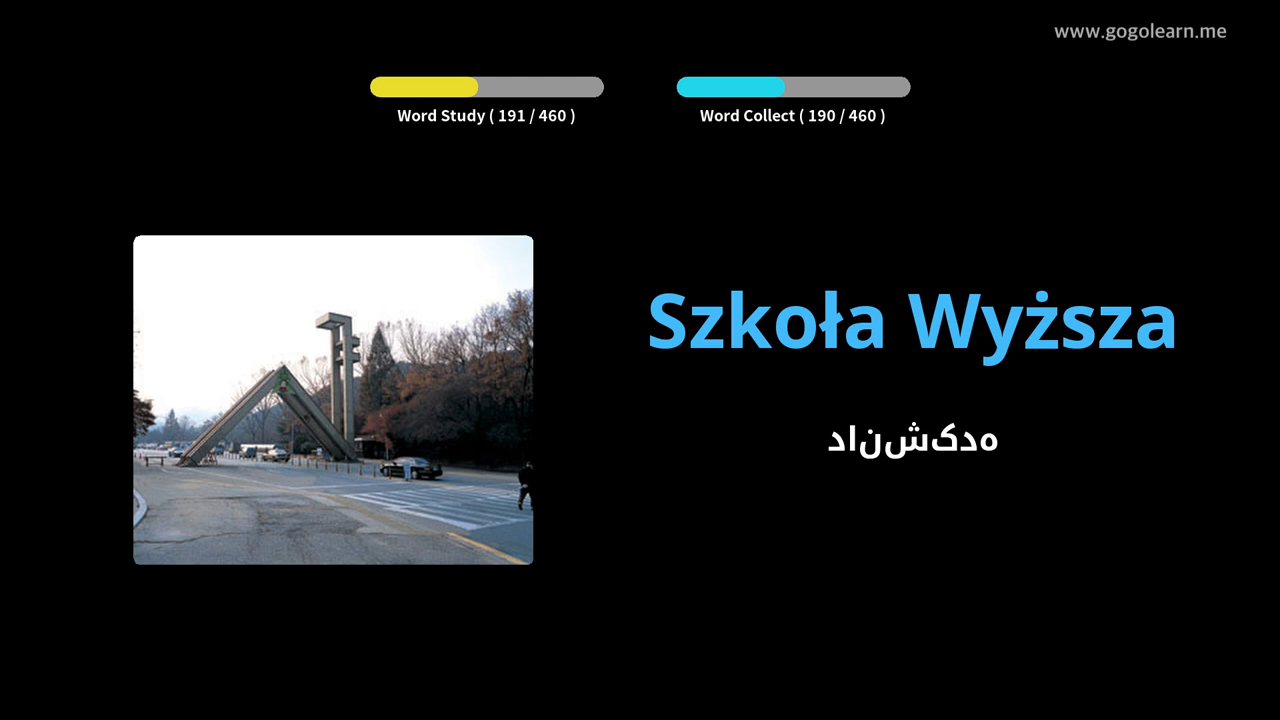 www.gogolearn.me
Word Study ( 191 / 460 )
Word Collect ( 190 / 460 )
Szkoła Wyższa
دانشکده